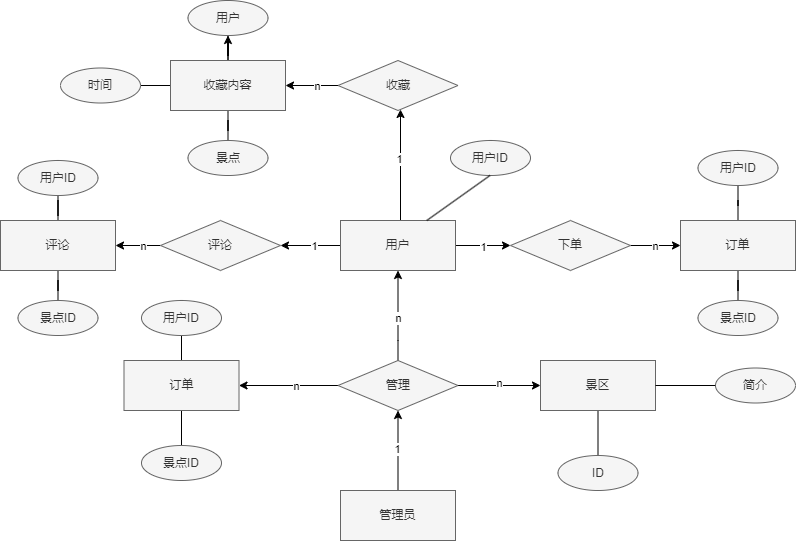 用户
时间
收藏内容
n
收藏
景点
1
用户ID
用户ID
用户ID
评论
n
评论
1
用户
1
下单
n
订单
景点ID
用户ID
n
景点ID
订单
n
管理
n
景区
简介
景点ID
1
ID
管理员